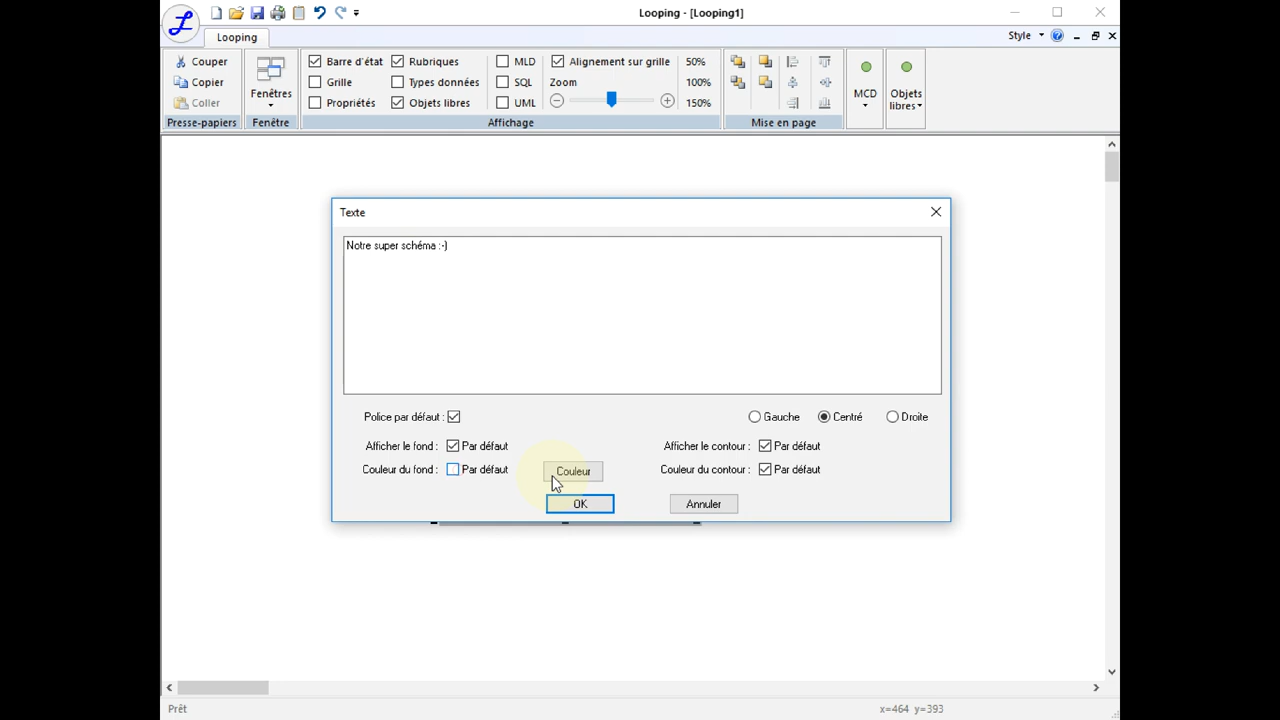 Looping - [Looping1]
Looping
Style
Couper
Copier
Coller
Presse-papiers
Fenêtres
Fenêtre
Barre d'état
Grille
Propriétés
Rubriques
Types données
Objets libres
MLD
SQL
UML
Alignement sur grille
Zoom
50%
100%
150%
Affichage
Mise en page
MCD
Objets
libres
Texte
Notre super schéma :-)
Police par défaut :
Gauche
Centré
Droite
Afficher le fond : Par défaut
Afficher le contour : Par défaut
Couleur du fond : Par défaut
Couleur
Couleur du contour : Par défaut
OK
Annuler
Prêt
x=464 y=393